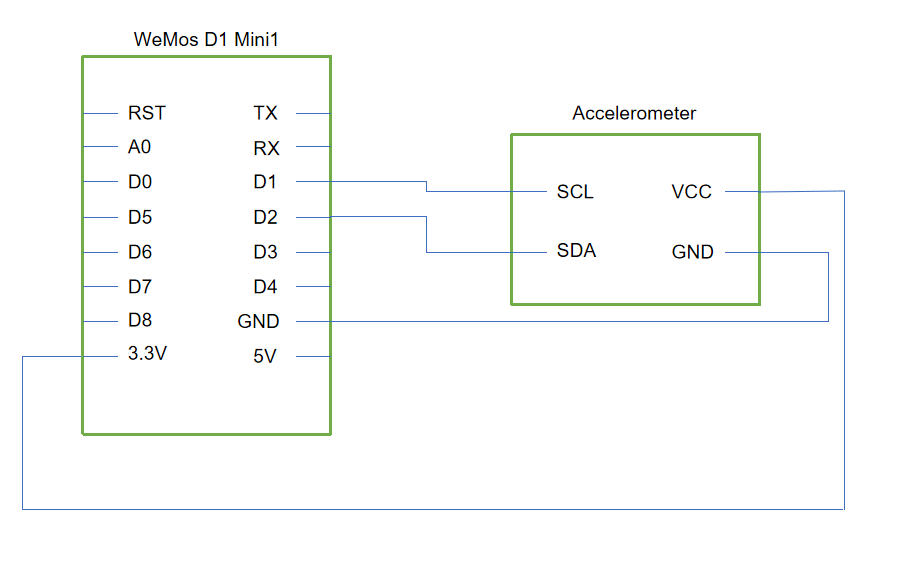 WeMos D1 Mini1
RST
A0
D0
D5
D6
D7
D8
3.3V
TX
RX
D1
D2
D3
D4
GND
5V
Accelerometer
SCL
SDA
VCC
GND